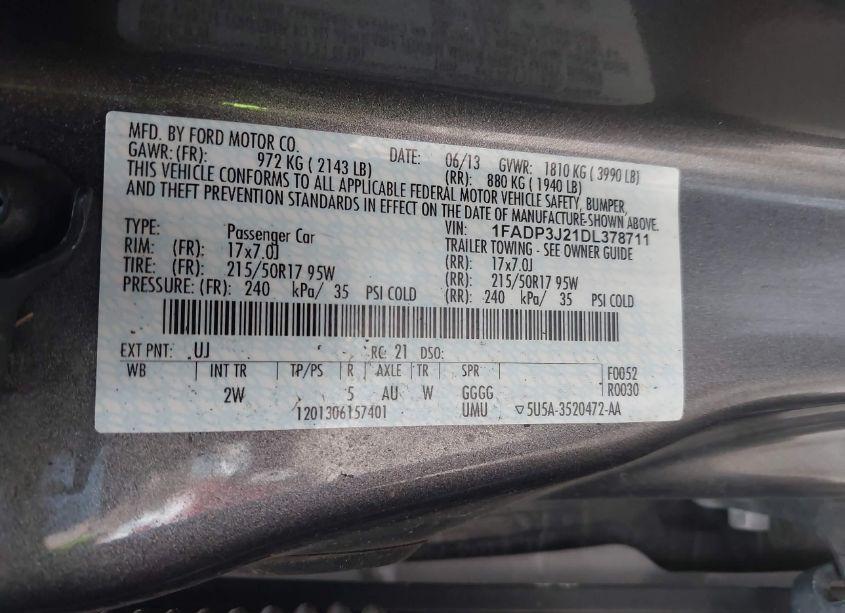 MFD. BY FORD MOTOR CO.
DATE: 06/13 GVWR: 1810 KG ( 3990 LB)
GAWR: (FR): 972 KG ( 2143 LB) (RR): 880 KG ( 1940 LB)
THIS VEHICLE CONFORMS TO ALL APPLICABLE FEDERAL MOTOR VEHICLE SAFETY, BUMPER,
AND THEFT PREVENTION STANDARDS IN EFFECT ON THE DATE OF MANUFACTURE SHOWN ABOVE.
VIN: 1FADP3J21DL378711
TYPE: Passenger Car TRAILER TOWING - SEE OWNER GUIDE
RIM: (FR): 17x7.0J (RR): 17x7.0J
TIRE: (FR): 215/50R17 95W (RR): 215/50R17 95W
PRESSURE: (FR): 240 kPa/ 35 PSI COLD (RR): 240 kPa/ 35 PSI COLD
EXT PNT: UJ RC: 21 DSO:
WB INT TR TP/PS R AXLE TR SPR F0052
2W 5 AU W GGGG R0030
1201306157401 UMU ▽5U5A-3520472-AA